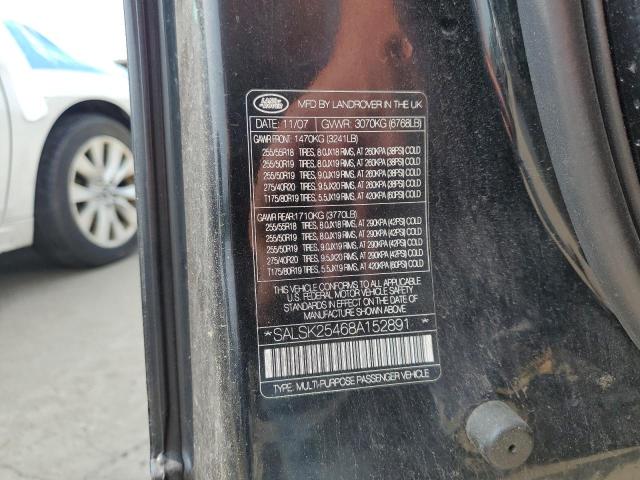 LAND ROVER
MFD BY LANDROVER IN THE UK
DATE: 11/07 GVWR: 3070KG (6768LB)
GAWR FRONT: 1470KG (3241LB)
255/55R18 TIRES, 8.0JX18 RIMS, AT 260KPA (38PSI) COLD
255/50R19 TIRES, 8.0JX19 RIMS, AT 260KPA (38PSI) COLD
255/50R19 TIRES, 9.0JX19 RIMS, AT 260KPA (38PSI) COLD
275/40R20 TIRES, 9.5JX20 RIMS, AT 260KPA (38PSI) COLD
T175/80R19 TIRES, 5.5JX19 RIMS, AT 420KPA (60PSI) COLD
GAWR REAR: 1710KG (3770LB)
255/55R18 TIRES, 8.0JX18 RIMS, AT 290KPA (42PSI) COLD
255/50R19 TIRES, 8.0JX19 RIMS, AT 290KPA (42PSI) COLD
255/50R19 TIRES, 9.0JX19 RIMS, AT 290KPA (42PSI) COLD
275/40R20 TIRES, 9.5JX20 RIMS, AT 290KPA (42PSI) COLD
T175/80R19 TIRES, 5.5JX19 RIMS, AT 420KPA (60PSI) COLD
THIS VEHICLE CONFORMS TO ALL APPLICABLE
U.S. FEDERAL MOTOR VEHICLE SAFETY
STANDARDS IN EFFECT ON THE DATE OF
MANUFACTURE SHOWN ABOVE
*SALSK25468A152891 *
TYPE: MULTI-PURPOSE PASSENGER VEHICLE